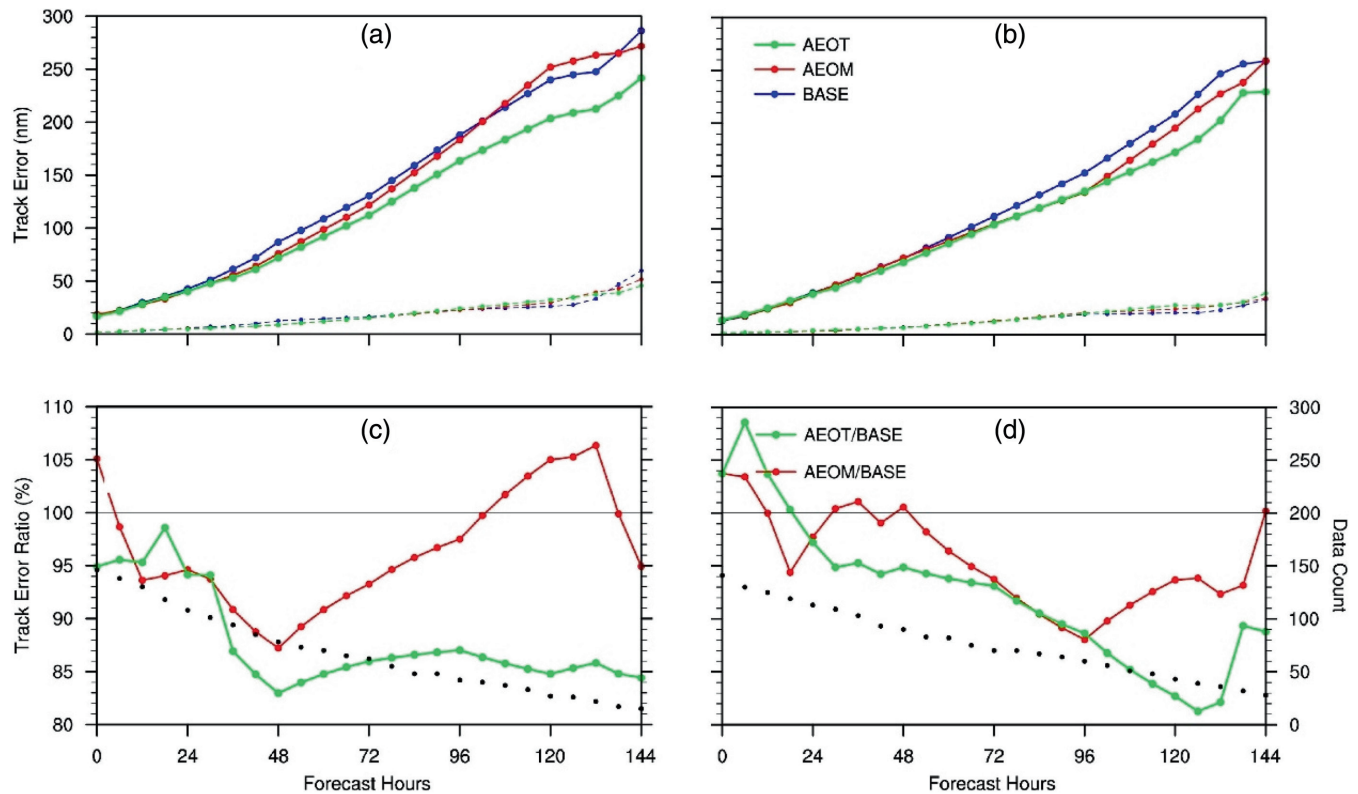 (a)
300
250
200
150
100
50
0
Track Error (nm)
(b)
AEOT
AEOM
BASE
(c)
110
105
100
95
90
85
80
Track Error Ratio (%)
0 24 48 72 96 120 144
Forecast Hours
(d)
AEOT/BASE
AEOM/BASE
300
250
200
150
100
50
0
Data Count
0 24 48 72 96 120 144
Forecast Hours